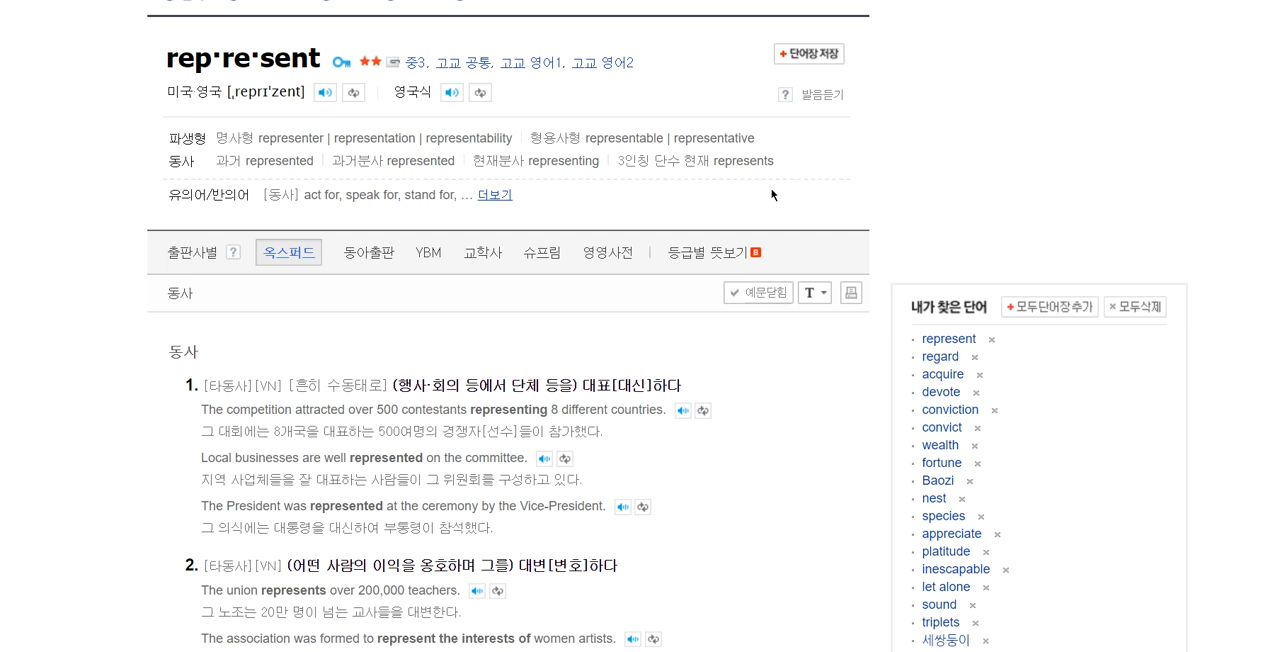 rep·re·sent ★★ 중3, 고교 공통, 고교 영어1, 고교 영어2
+ 단어장 저장
미국·영국 [ˌreprɪˈzent] 영국식
? 발음듣기
파생형 명사형 representer | representation | representability 형용사형 representable | representative
동사 과거 represented 과거분사 represented 현재분사 representing 3인칭 단수 현재 represents
유의어/반의어 [동사] act for, speak for, stand for, … 더보기
출판사별 ? 옥스퍼드 동아출판 YBM 교학사 슈프림 영영사전 | 등급별 뜻보기
동사 예문닫힘 T
동사
1. [타동사][VN] [흔히 수동태로] (행사·회의 등에서 단체 등을) 대표[대신]하다
The competition attracted over 500 contestants representing 8 different countries.
그 대회에는 8개국을 대표하는 500여명의 경쟁자[선수]들이 참가했다.
Local businesses are well represented on the committee.
지역 사업체들을 잘 대표하는 사람들이 그 위원회를 구성하고 있다.
The President was represented at the ceremony by the Vice-President.
그 의식에는 대통령을 대신하여 부통령이 참석했다.
2. [타동사][VN] (어떤 사람의 이익을 옹호하며 그를) 대변[변호]하다
The union represents over 200,000 teachers.
그 노조는 20만 명이 넘는 교사들을 대변한다.
The association was formed to represent the interests of women artists.
내가 찾은 단어 + 모두단어장추가 × 모두삭제
· represent ×
· regard ×
· acquire ×
· devote ×
· conviction ×
· convict ×
· wealth ×
· fortune ×
· Baozi ×
· nest ×
· species ×
· appreciate ×
· platitude ×
· inescapable ×
· let alone ×
· sound ×
· triplets ×
· 세쌍둥이 ×